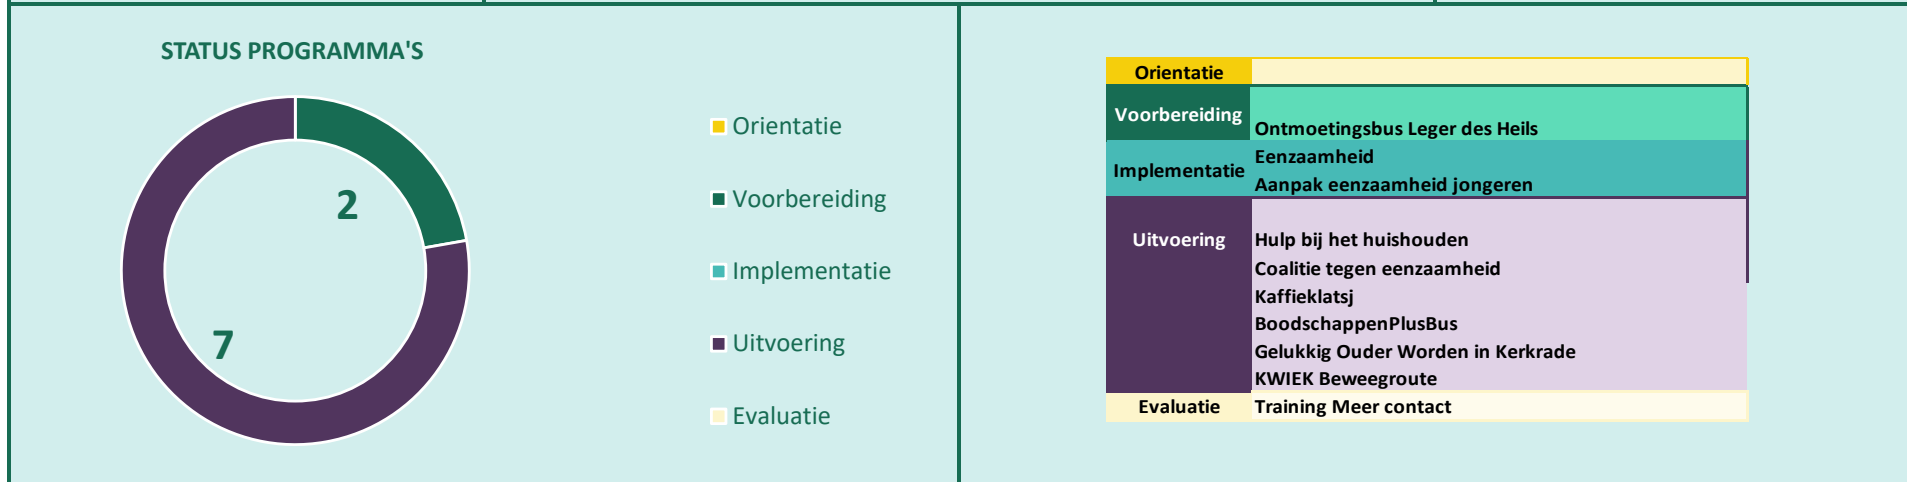 STATUS PROGRAMMA'S
2
7
Orientatie
Voorbereiding
Implementatie
Uitvoering
Evaluatie
Orientatie
Voorbereiding
Ontmoetingsbus Leger des Heils
Implementatie
Eenzaamheid
Aanpak eenzaamheid jongeren
Uitvoering
Hulp bij het huishouden
Coalitie tegen eenzaamheid
Kaffieklatsj
BoodschappenPlusBus
Gelukkig Ouder Worden in Kerkrade
KWIEK Beweegroute
Evaluatie
Training Meer contact